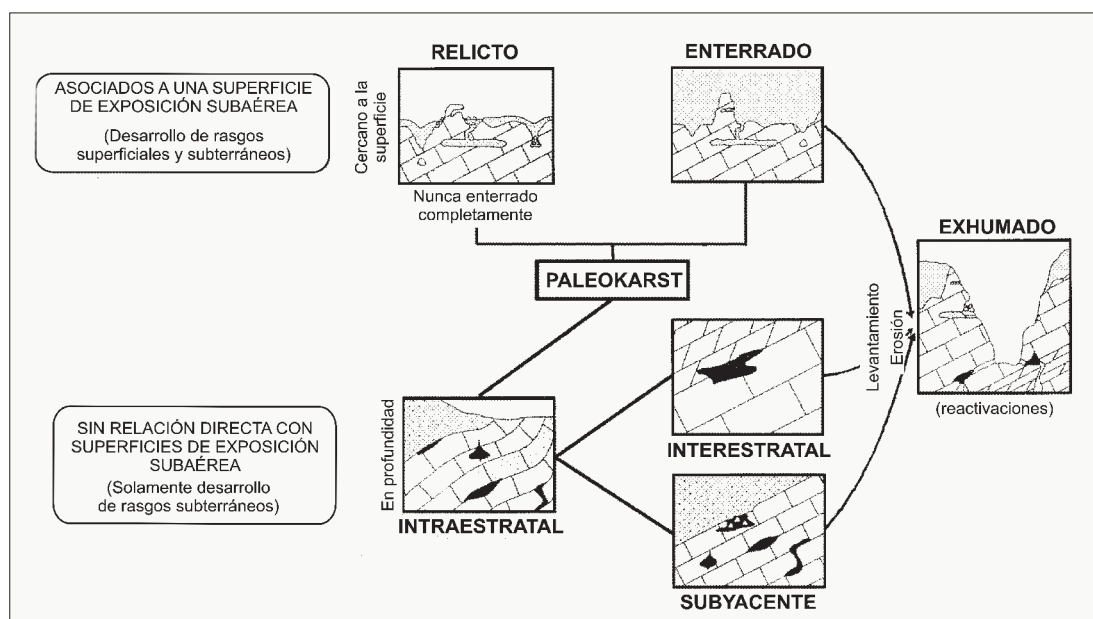 RELICTO
ENTERRADO
ASOCIADOS A UNA SUPERFICIE
DE EXPOSICIÓN SUBAÉREA
(Desarrollo de rasgos
superficiales y subterráneos)
Cercano a la
superficie
Nunca enterrado
completamente
EXHUMADO
PALEOKARST
Levantamiento
Erosión
(reactivaciones)
SIN RELACIÓN DIRECTA CON
SUPERFICIES DE EXPOSICIÓN
SUBAÉREA
(Solamente desarrollo
de rasgos subterráneos)
En profundidad
INTRAESTRATAL
INTERESTRATAL
SUBYACENTE